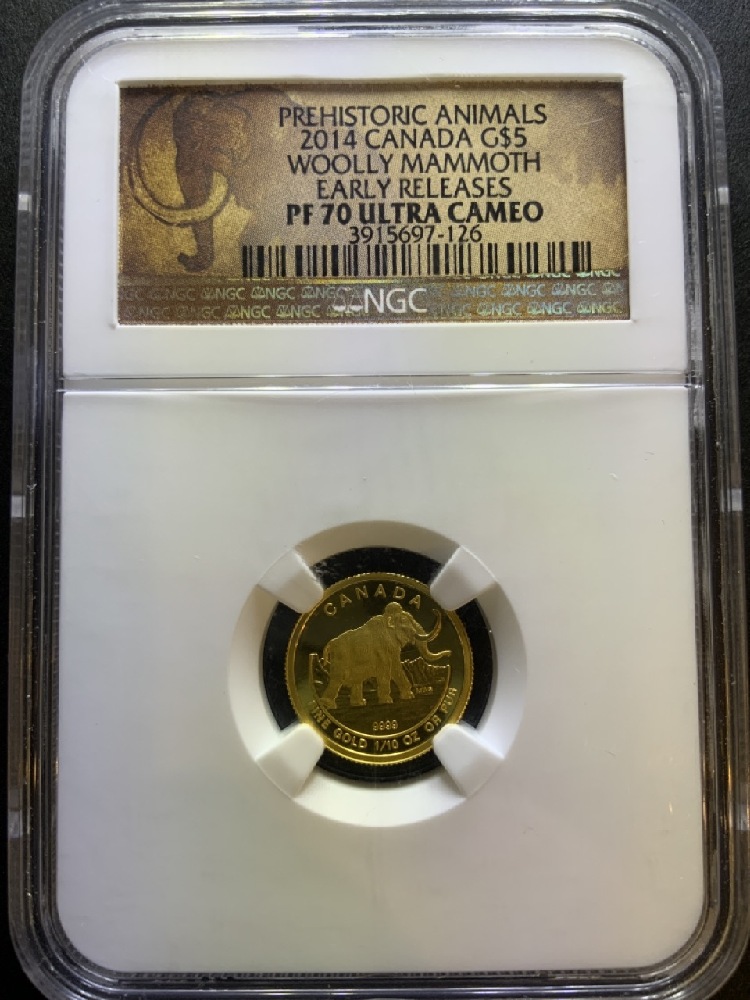 PREHISTORIC ANIMALS
2014 CANADA G$5
WOOLLY MAMMOTH
EARLY RELEASES
PF 70 ULTRA CAMEO
3915697-126
NGC
CANADA
9999
FINE GOLD 1/10 OZ OR PUR